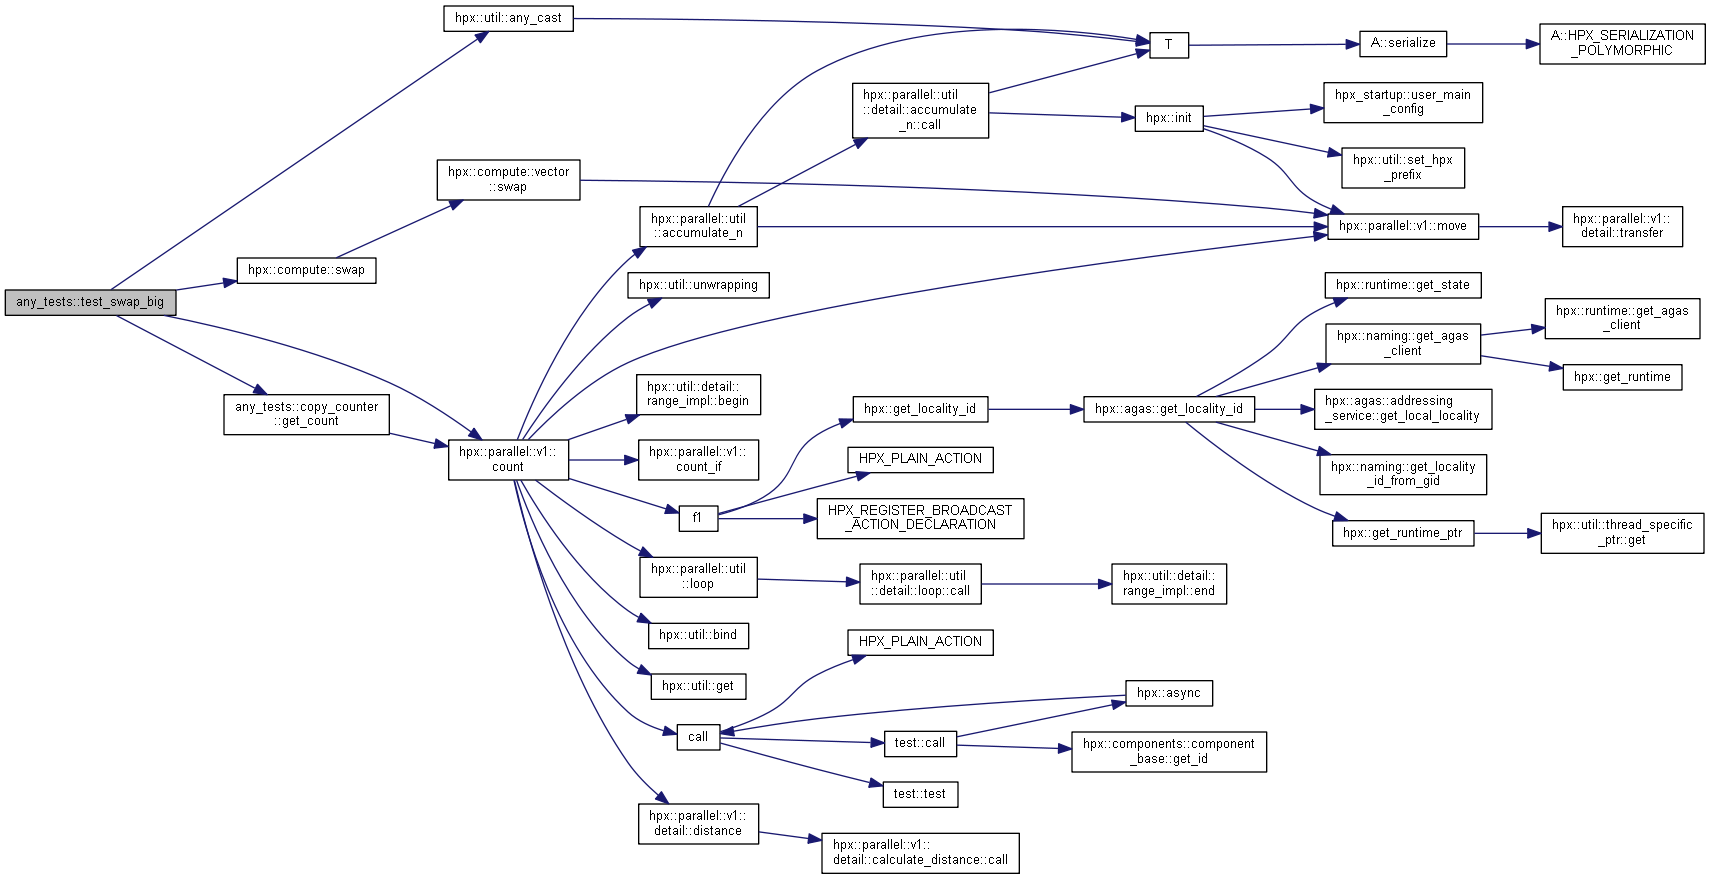 hpx::util::any_cast
T
A::serialize
A::HPX_SERIALIZATION
_POLYMORPHIC
hpx::parallel::util
::detail::accumulate
_n::call
hpx::init
hpx_startup::user_main
_config
hpx::util::set_hpx
_prefix
hpx::compute::vector
::swap
hpx::parallel::util
::accumulate_n
hpx::parallel::v1::move
hpx::parallel::v1::
detail::transfer
hpx::compute::swap
any_tests::test_swap_big
hpx::util::unwrapping
hpx::runtime::get_state
hpx::naming::get_agas
_client
hpx::runtime::get_agas
_client
hpx::get_runtime
any_tests::copy_counter
::get_count
hpx::util::detail::
range_impl::begin
hpx::get_locality_id
hpx::agas::get_locality_id
hpx::agas::addressing
_service::get_local_locality
hpx::parallel::v1::
count
hpx::parallel::v1::
count_if
HPX_PLAIN_ACTION
hpx::naming::get_locality
_id_from_gid
f1
HPX_REGISTER_BROADCAST
_ACTION_DECLARATION
hpx::get_runtime_ptr
hpx::util::thread_specific
_ptr::get
hpx::parallel::util
::loop
hpx::parallel::util
::detail::loop::call
hpx::util::detail::
range_impl::end
hpx::util::bind
HPX_PLAIN_ACTION
hpx::util::get
hpx::async
call
test::call
hpx::components::component
_base::get_id
test::test
hpx::parallel::v1::
detail::distance
hpx::parallel::v1::
detail::calculate_distance::call